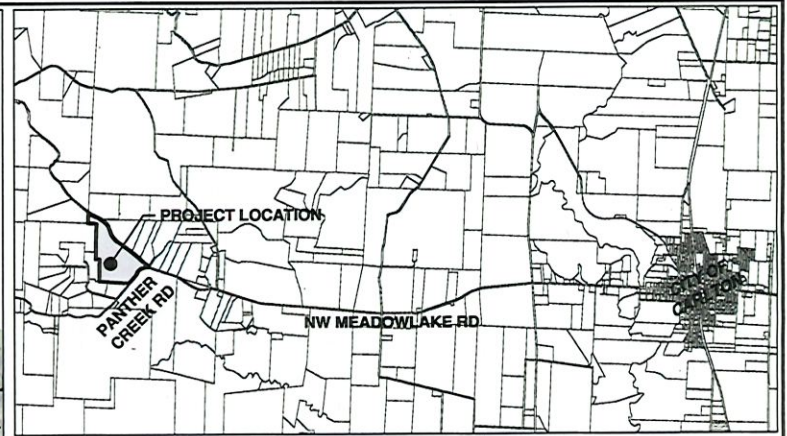 PROJECT LOCATION
PANTHER
CREEK RD
NW MEADOWLAKE RD
CITY OF
CARLTON